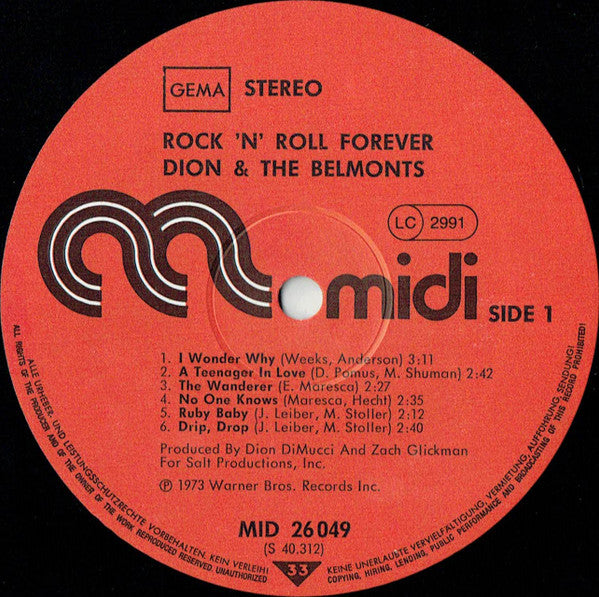 GEMA STEREO
ROCK 'N' ROLL FOREVER
DION & THE BELMONTS
LC 2991
midi SIDE 1
1. I Wonder Why (Weeks, Anderson) 3:11
2. A Teenager In Love (D. Pomus, M. Shuman) 2:42
3. The Wanderer (E. Maresca) 2:27
4. No One Knows (Maresca, Hecht) 2:35
5. Ruby Baby (J. Leiber, M. Stoller) 2:12
6. Drip, Drop (J. Leiber, M. Stoller) 2:40
Produced By Dion DiMucci And Zach Glickman
For Salt Productions, Inc.
℗ 1973 Warner Bros. Records Inc.
MID 26 049
(S 40.312)
33
ALLE URHEBER- UND LEISTUNGSSCHUTZRECHTE VORBEHALTEN. KEIN VERLEIH! KEINE UNERLAUBTE VERVIELFÄLTIGUNG, VERMIETUNG, AUFFÜHRUNG, SENDUNG!
ALL RIGHTS OF THE PRODUCER AND OF THE OWNER OF THE WORK REPRODUCED RESERVED. UNAUTHORIZED COPYING, HIRING, LENDING, PUBLIC PERFORMANCE AND BROADCASTING OF THIS RECORD PROHIBITED!